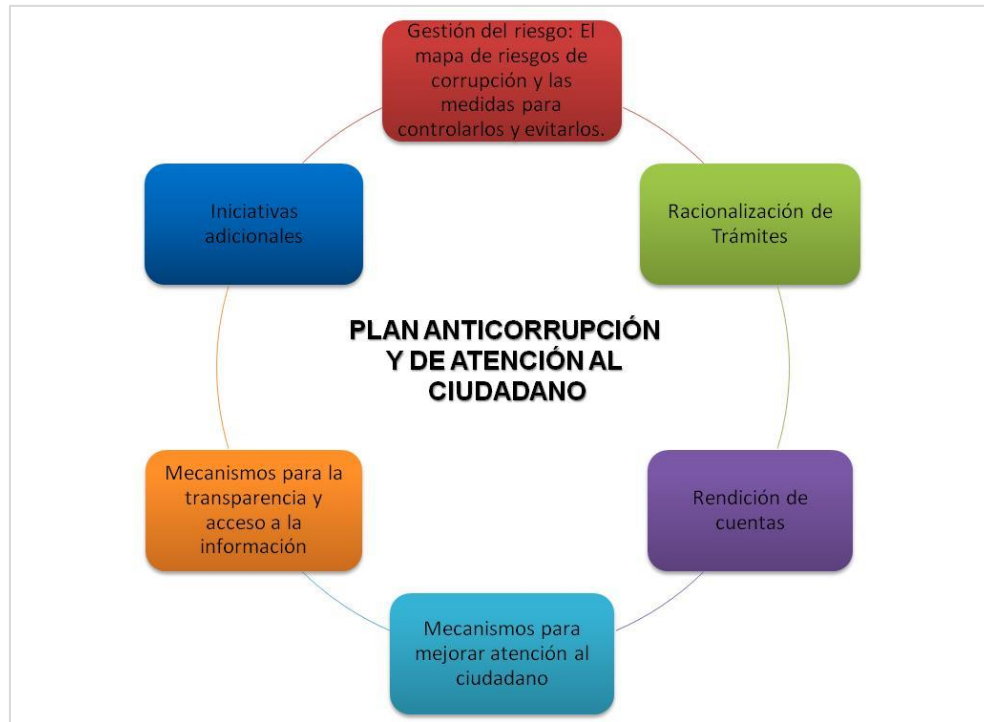 Gestión del riesgo: El
mapa de riesgos de
corrupción y las
medidas para
controlarlos y evitarlos.
Racionalización de
Trámites
Rendición de
cuentas
Mecanismos para
mejorar atención al
ciudadano
Mecanismos para la
transparencia y
acceso a la
información
Iniciativas
adicionales
PLAN ANTICORRUPCIÓN
Y DE ATENCIÓN AL
CIUDADANO